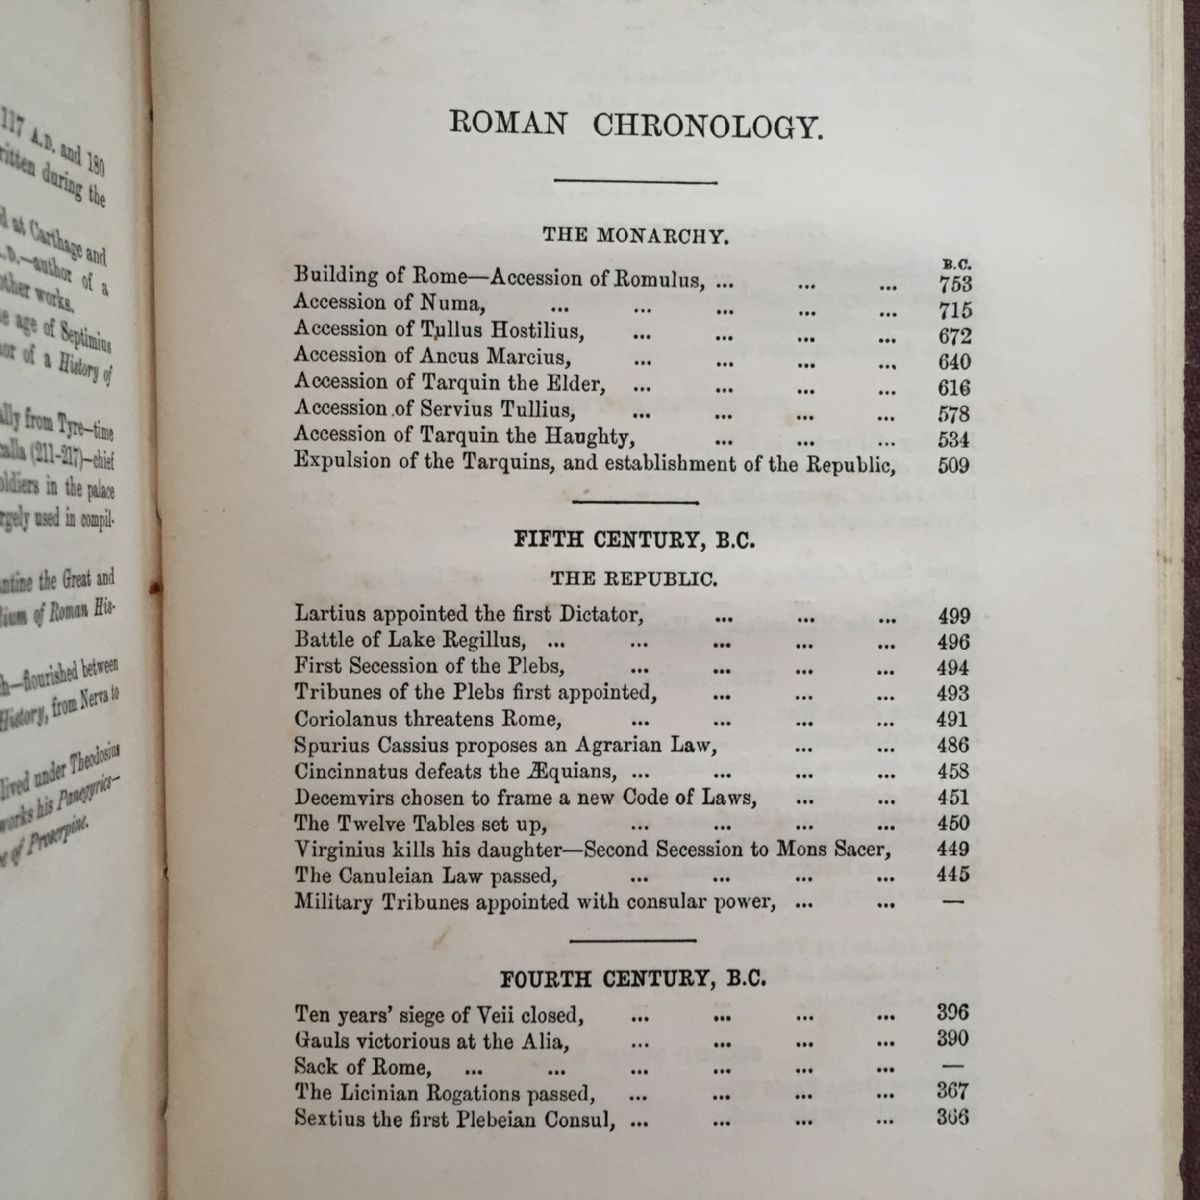 117 A.D. and 180
written during the
at Carthage and
A.D.—author of a
other works.
age of Septimius
of a History of
from Tyre—time
(211-217)—chief
soldiers in the palace
largely used in compil-
the Great and
of Roman His-
flourished between
History, from Nerva to
lived under Theodosius
works his Panegyrics—
of Proserpine.
ROMAN CHRONOLOGY.
THE MONARCHY.
B.C.
Building of Rome—Accession of Romulus, ... ... ... 753
Accession of Numa, ... ... ... ... ... 715
Accession of Tullus Hostilius, ... ... ... ... 672
Accession of Ancus Marcius, ... ... ... ... 640
Accession of Tarquin the Elder, ... ... ... ... 616
Accession of Servius Tullius, ... ... ... ... 578
Accession of Tarquin the Haughty, ... ... ... 534
Expulsion of the Tarquins, and establishment of the Republic, 509
FIFTH CENTURY, B.C.
THE REPUBLIC.
Lartius appointed the first Dictator, ... ... ... 499
Battle of Lake Regillus, ... ... ... ... ... 496
First Secession of the Plebs, ... ... ... ... 494
Tribunes of the Plebs first appointed, ... ... ... 493
Coriolanus threatens Rome, ... ... ... ... 491
Spurius Cassius proposes an Agrarian Law, ... ... 486
Cincinnatus defeats the Æquians, ... ... ... ... 458
Decemvirs chosen to frame a new Code of Laws, ... ... 451
The Twelve Tables set up, ... ... ... ... 450
Virginius kills his daughter—Second Secession to Mons Sacer, 449
The Canuleian Law passed, ... ... ... ... 445
Military Tribunes appointed with consular power, ... ... —
FOURTH CENTURY, B.C.
Ten years' siege of Veii closed, ... ... ... ... 396
Gauls victorious at the Alia, ... ... ... ... 390
Sack of Rome, ... ... ... ... ... ... —
The Licinian Rogations passed, ... ... ... ... 367
Sextius the first Plebeian Consul, ... ... ... ... 366